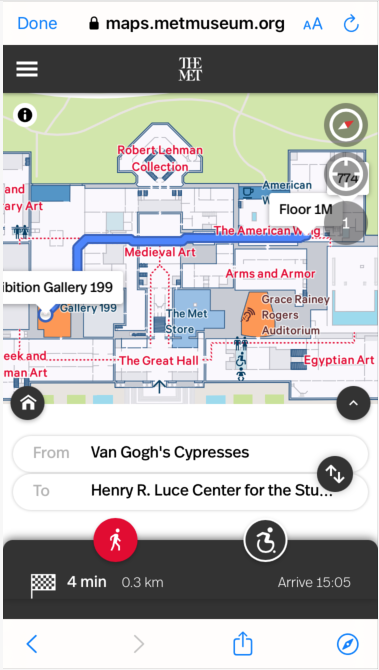 Done
maps.metmuseum.org
AA
THE
MET
i
Robert Lehman
Collection
774
American
Floor 1M
1
and
ary Art
The American Wing
Medieval Art
Arms and Armor
ibition Gallery 199
Gallery 199
Grace Rainey
Rogers
Auditorium
The Met
Store
eek and
man Art
The Great Hall
Egyptian Art
From Van Gogh's Cypresses
To Henry R. Luce Center for the Stu...
4 min 0.3 km Arrive 15:05